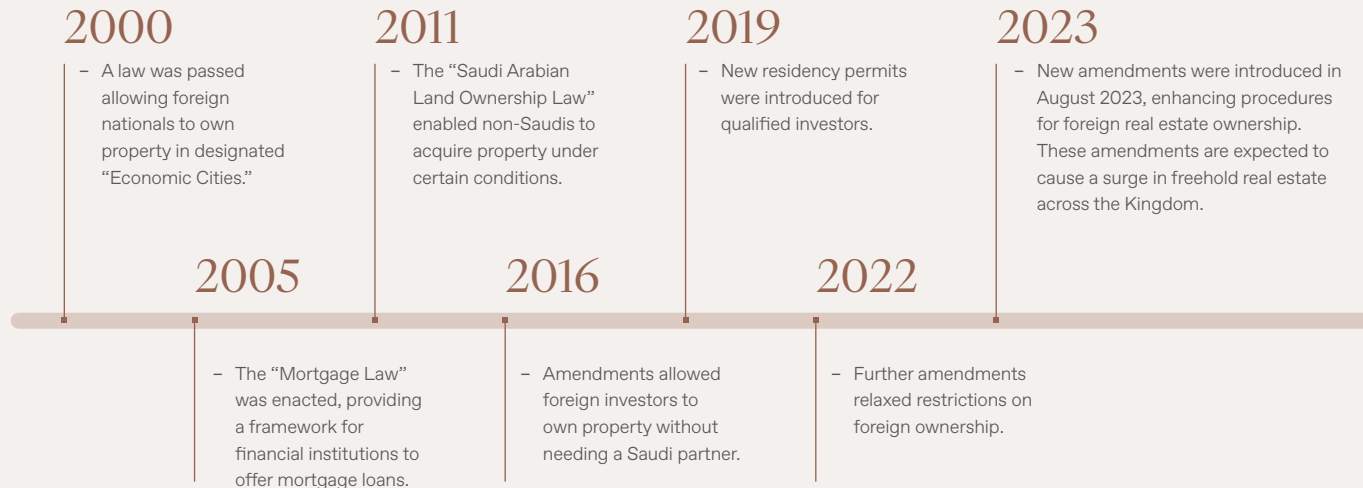 2000
– A law was passed
allowing foreign
nationals to own
property in designated
“Economic Cities.”
2005
– The “Mortgage Law”
was enacted, providing
a framework for
financial institutions to
offer mortgage loans.
2011
– The “Saudi Arabian
Land Ownership Law”
enabled non-Saudis to
acquire property under
certain conditions.
2016
– Amendments allowed
foreign investors to
own property without
needing a Saudi partner.
2019
– New residency permits
were introduced for
qualified investors.
2022
– Further amendments
relaxed restrictions on
foreign ownership.
2023
– New amendments were introduced in
August 2023, enhancing procedures
for foreign real estate ownership.
These amendments are expected to
cause a surge in freehold real estate
across the Kingdom.